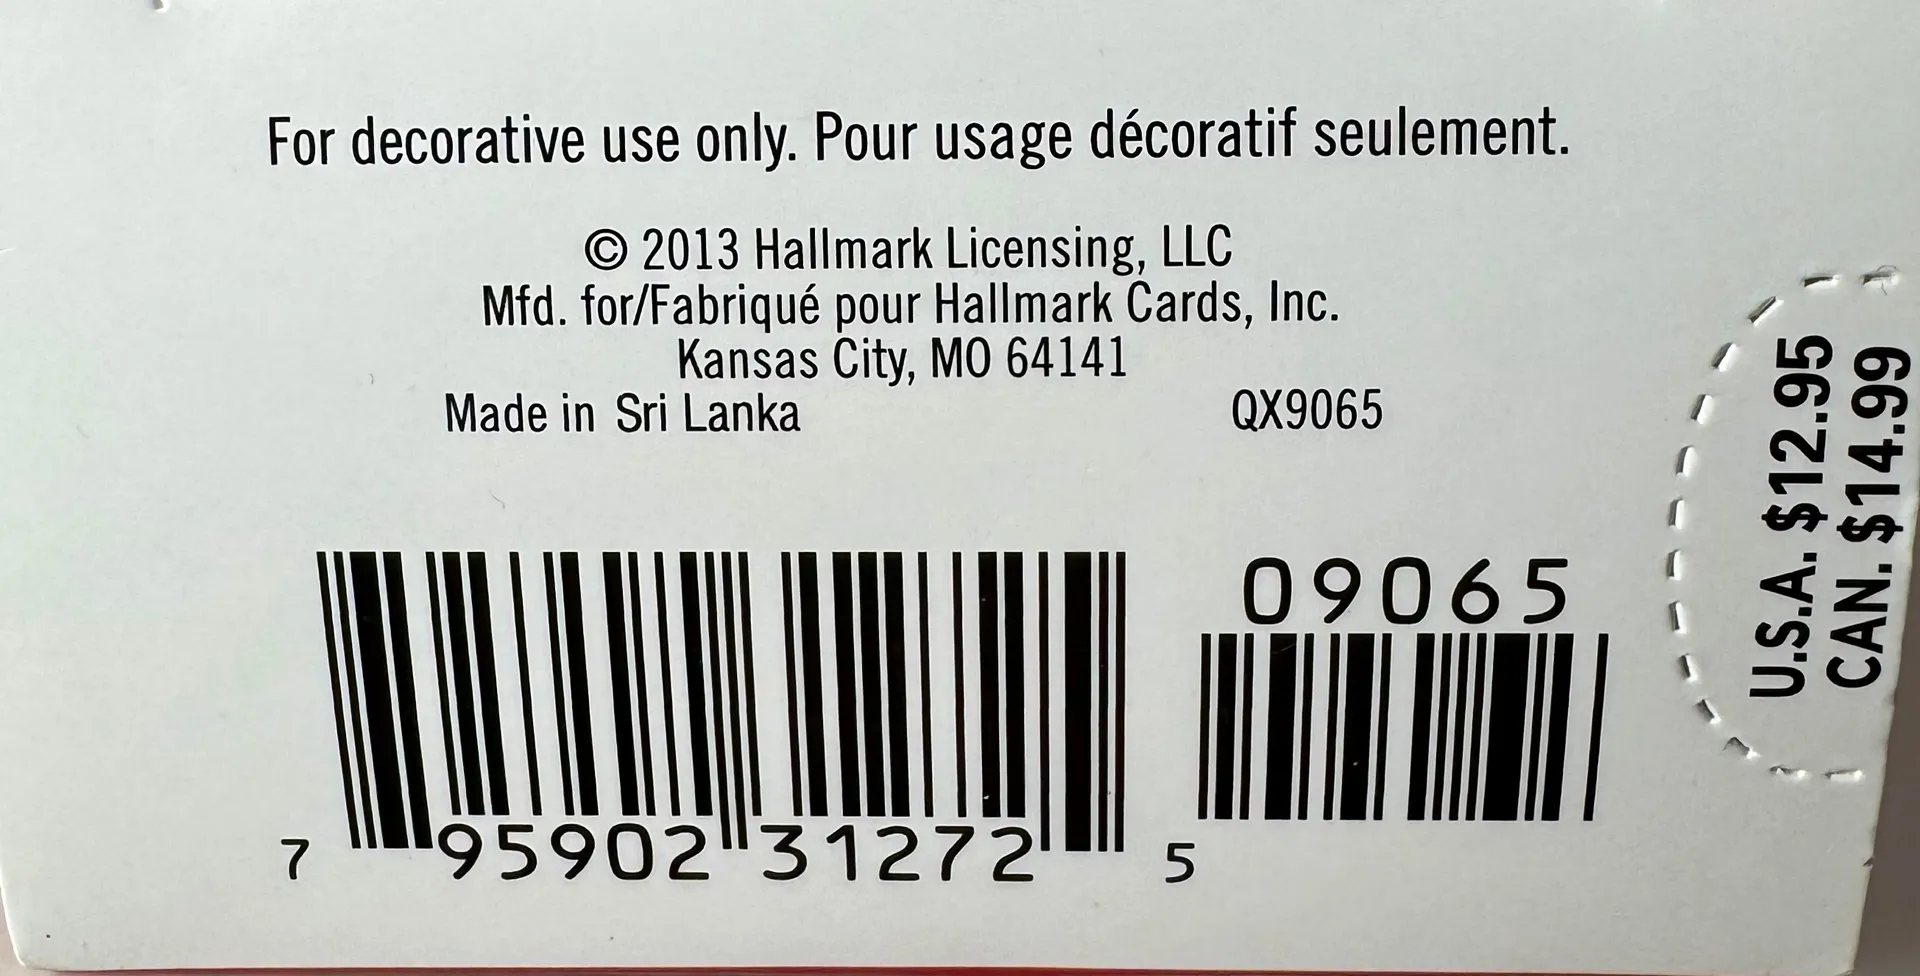 For decorative use only. Pour usage décoratif seulement.
© 2013 Hallmark Licensing, LLC
Mfd. for/Fabriqué pour Hallmark Cards, Inc.
Kansas City, MO 64141
Made in Sri Lanka QX9065
U.S.A. $12.95
CAN. $14.99
09065
7 95902 31272 5